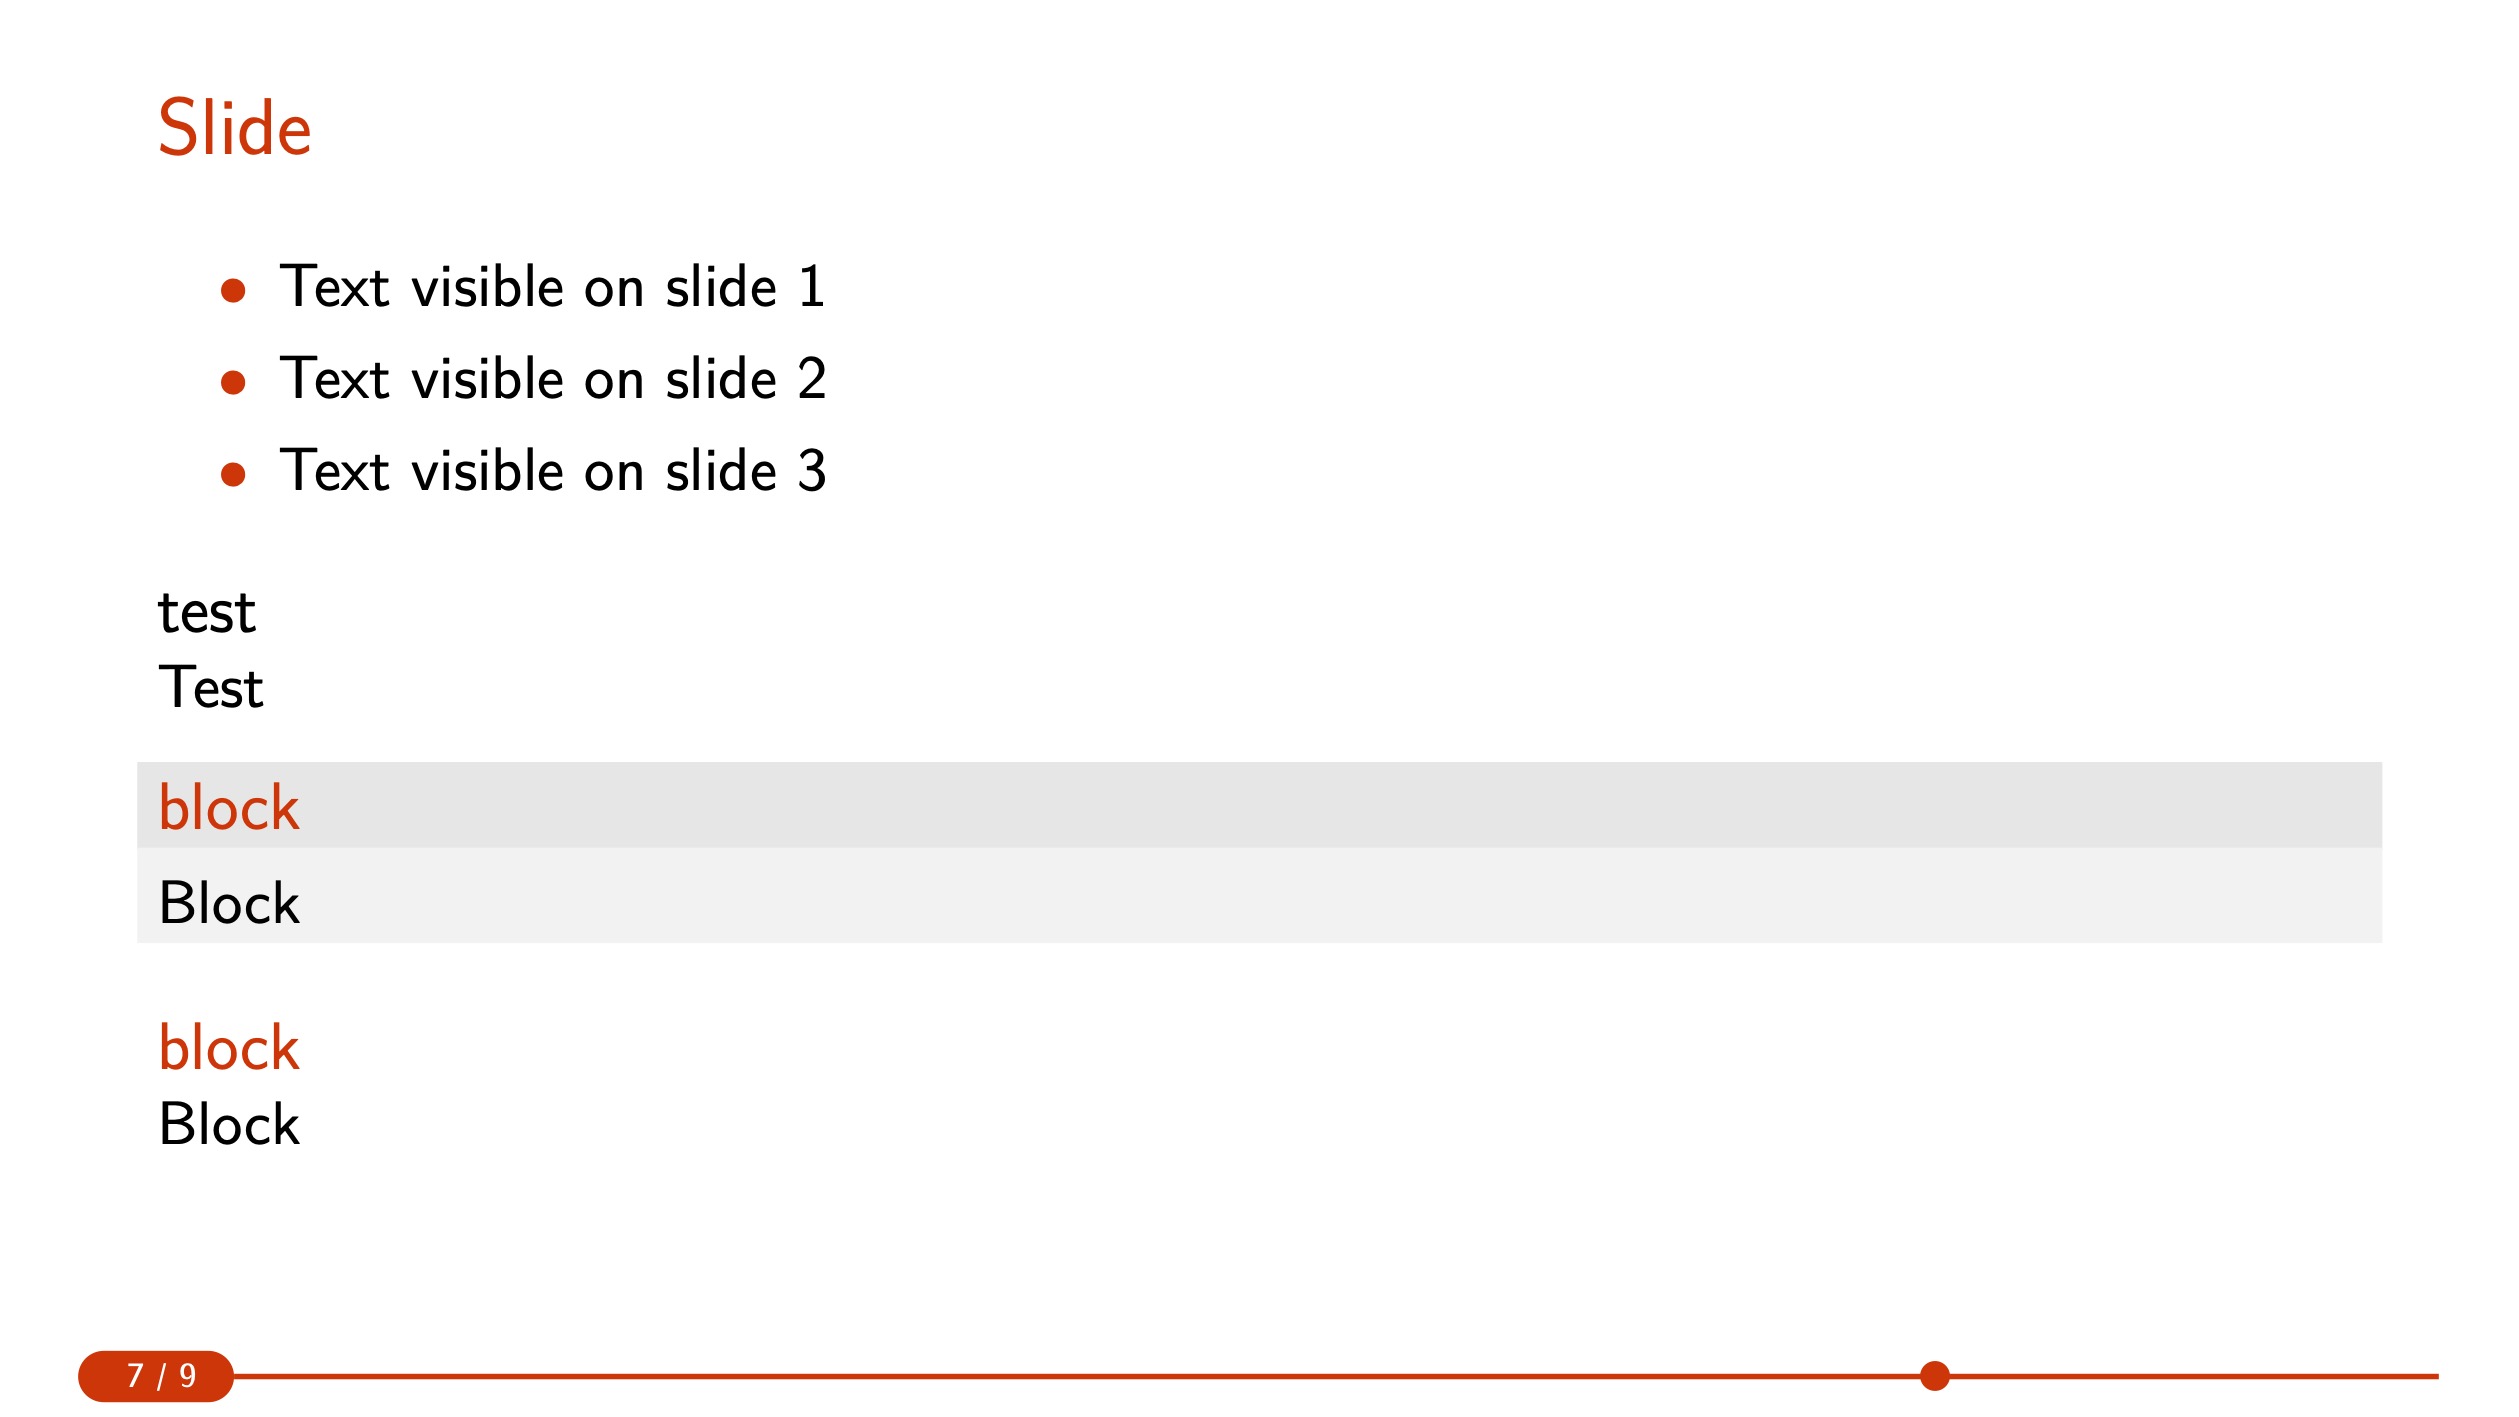 Slide
Text visible on slide 1
Text visible on slide 2
Text visible on slide 3
test
Test
block
Block
block
Block
7 / 9